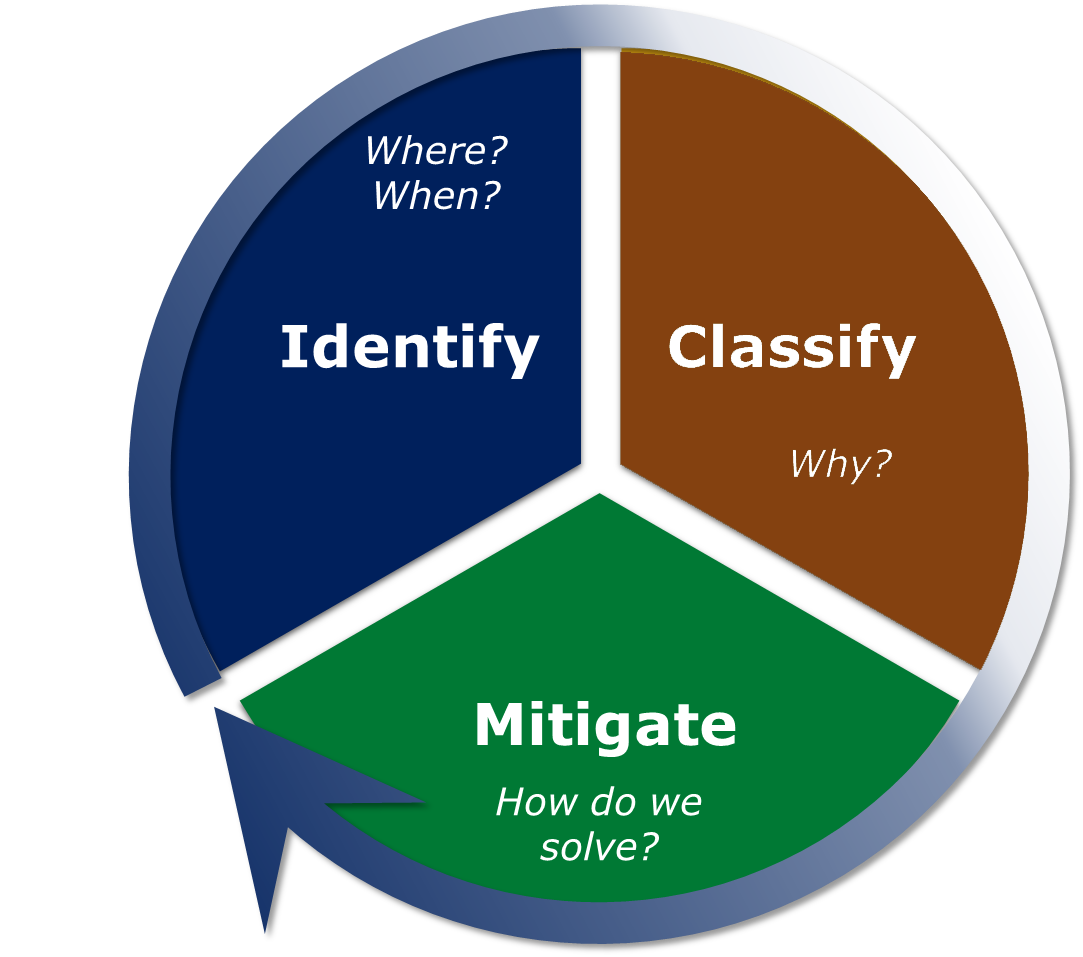 Where?
When?
Identify
Classify
Why?
Mitigate
How do we
solve?